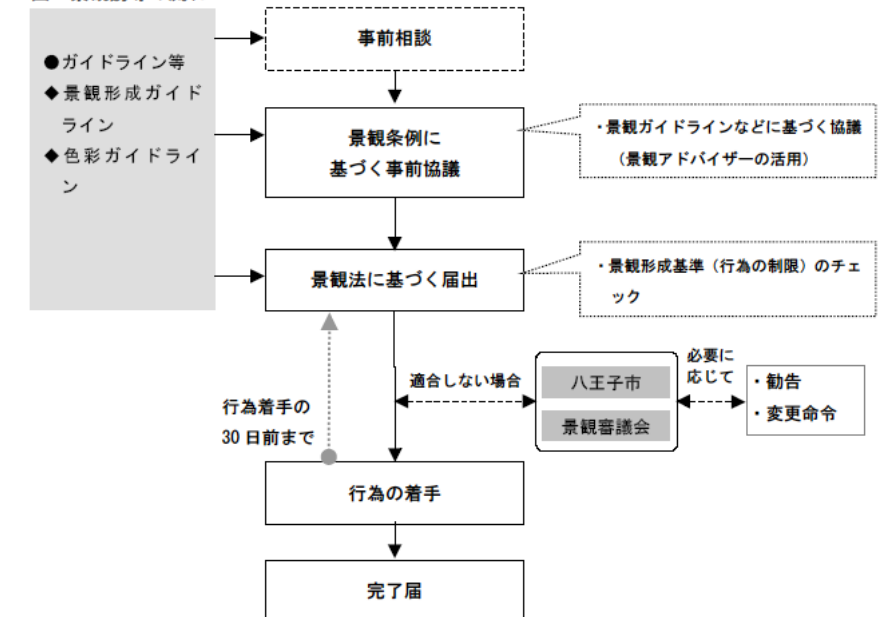 事前相談
●ガイドライン等
◆景観形成ガイド
ライン
◆色彩ガイドライ
ン
景観条例に
基づく事前協議
・景観ガイドラインなどに基づく協議
（景観アドバイザーの活用）
景観法に基づく届出
・景観形成基準（行為の制限）のチェ
ック
適合しない場合
八王子市
景観審議会
必要に
応じて
・勧告
・変更命令
行為着手の
30日前まで
行為の着手
完了届